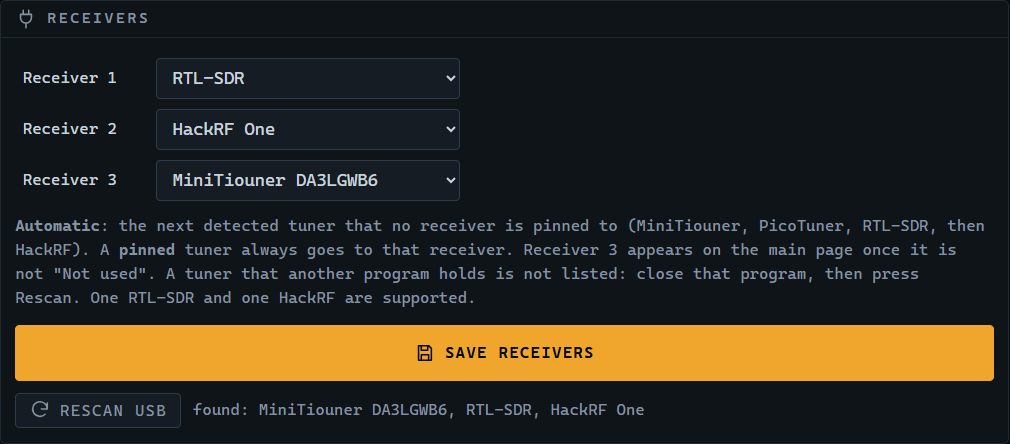 RECEIVERS
Receiver 1 RTL-SDR
Receiver 2 HackRF One
Receiver 3 MiniTiouner DA3LGWB6
Automatic: the next detected tuner that no receiver is pinned to (MiniTiouner, PicoTuner, RTL-SDR, then
HackRF). A pinned tuner always goes to that receiver. Receiver 3 appears on the main page once it is
not "Not used". A tuner that another program holds is not listed: close that program, then press
Rescan. One RTL-SDR and one HackRF are supported.
SAVE RECEIVERS
RESCAN USB found: MiniTiouner DA3LGWB6, RTL-SDR, HackRF One